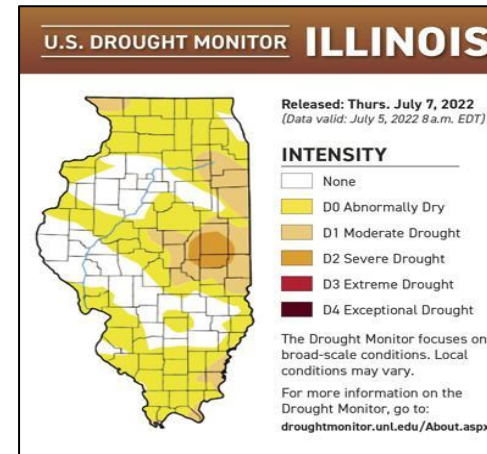 U.S. DROUGHT MONITOR ILLINOIS
Released: Thurs. July 7, 2022
(Data valid: July 5, 2022 8 a.m. EDT)
INTENSITY
None
D0 Abnormally Dry
D1 Moderate Drought
D2 Severe Drought
D3 Extreme Drought
D4 Exceptional Drought
The Drought Monitor focuses on
broad-scale conditions. Local
conditions may vary.
For more information on the
Drought Monitor, go to:
droughtmonitor.unl.edu/About.aspx